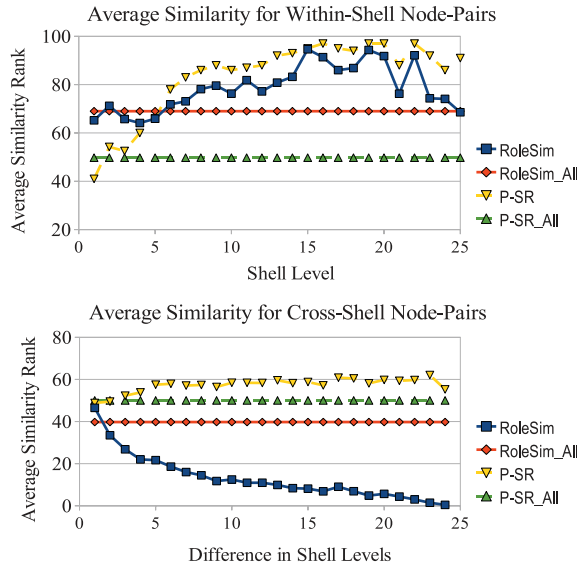 Average Similarity for Within-Shell Node-Pairs
Average Similarity Rank
100
80
60
40
20
0
5
10
15
20
25
Shell Level
RoleSim
RoleSim_All
P-SR
P-SR_All
Average Similarity for Cross-Shell Node-Pairs
Average Similarity Rank
80
60
40
20
0
0
5
10
15
20
25
Difference in Shell Levels
RoleSim
RoleSim_All
P-SR
P-SR_All